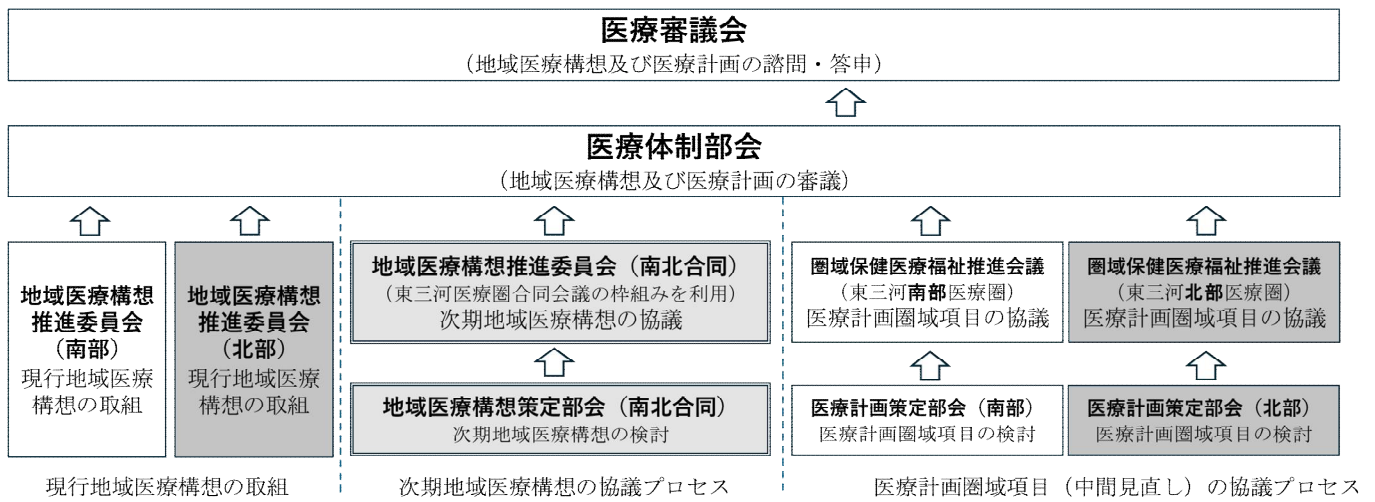 医療審議会
（地域医療構想及び医療計画の諮問・答申）
医療体制部会
（地域医療構想及び医療計画の審議）
地域医療構想
推進委員会
（南部）
現行地域医療
構想の取組
地域医療構想
推進委員会
（北部）
現行地域医療
構想の取組
地域医療構想推進委員会（南北合同）
（東三河医療圏合同会議の枠組みを利用）
次期地域医療構想の協議
地域医療構想策定部会（南北合同）
次期地域医療構想の検討
圏域保健医療福祉推進会議
（東三河南部医療圏）
医療計画圏域項目の協議
医療計画策定部会（南部）
医療計画圏域項目の検討
圏域保健医療福祉推進会議
（東三河北部医療圏）
医療計画圏域項目の協議
医療計画策定部会（北部）
医療計画圏域項目の検討
現行地域医療構想の取組
次期地域医療構想の協議プロセス
医療計画圏域項目（中間見直し）の協議プロセス